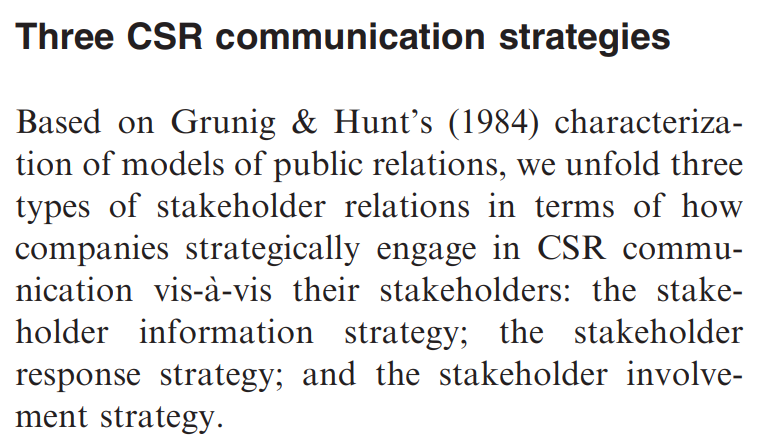 Three CSR communication strategies
Based on Grunig & Hunt's (1984) characteriza-
tion of models of public relations, we unfold three
types of stakeholder relations in terms of how
companies strategically engage in CSR commu-
nication vis-à-vis their stakeholders: the stake-
holder information strategy; the stakeholder
response strategy; and the stakeholder involve-
ment strategy.